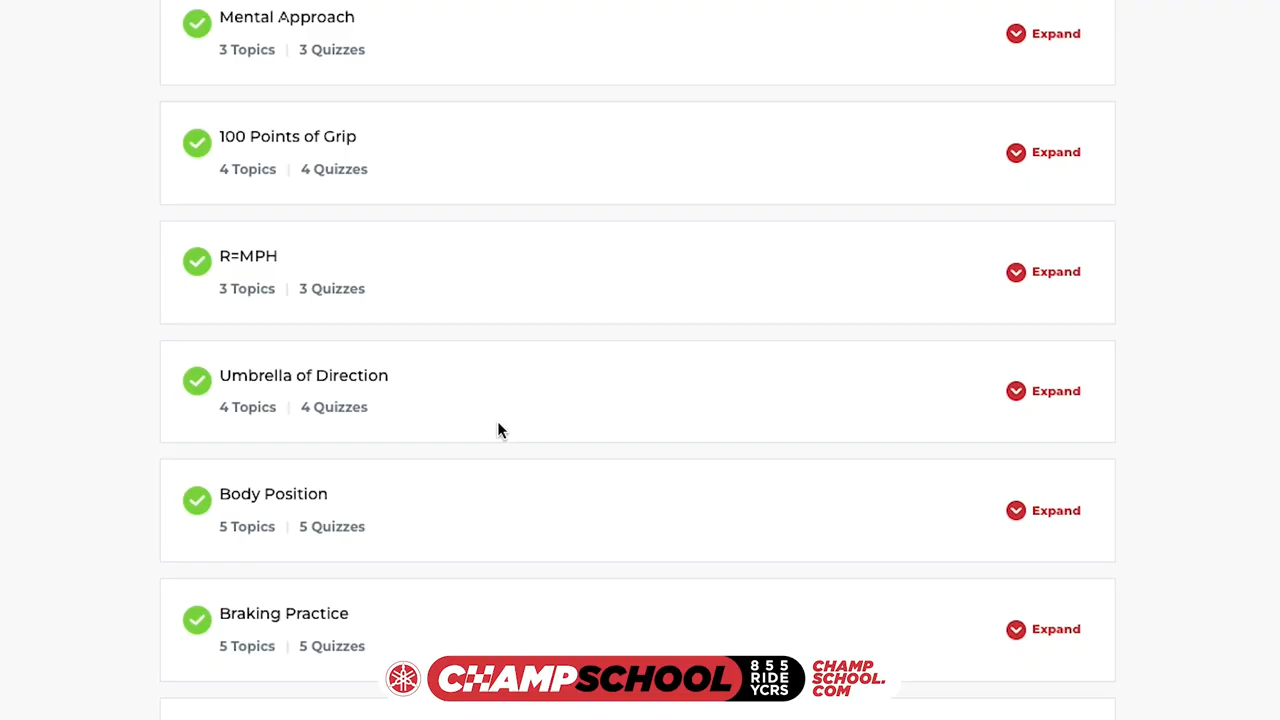 Mental Approach
3 Topics | 3 Quizzes
Expand
100 Points of Grip
4 Topics | 4 Quizzes
Expand
R=MPH
3 Topics | 3 Quizzes
Expand
Umbrella of Direction
4 Topics | 4 Quizzes
Expand
Body Position
5 Topics | 5 Quizzes
Expand
Braking Practice
5 Topics | 5 Quizzes
Expand
CHAMPSCHOOL
855
RIDE
YCRS
CHAMP
SCHOOL.
COM